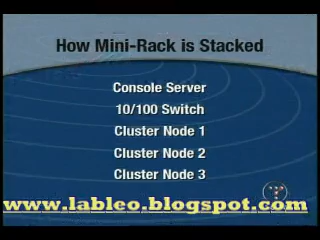 How Mini-Rack is Stacked
Console Server
10/100 Switch
Cluster Node 1
Cluster Node 2
Cluster Node 3
www.lableo.blogspot.com